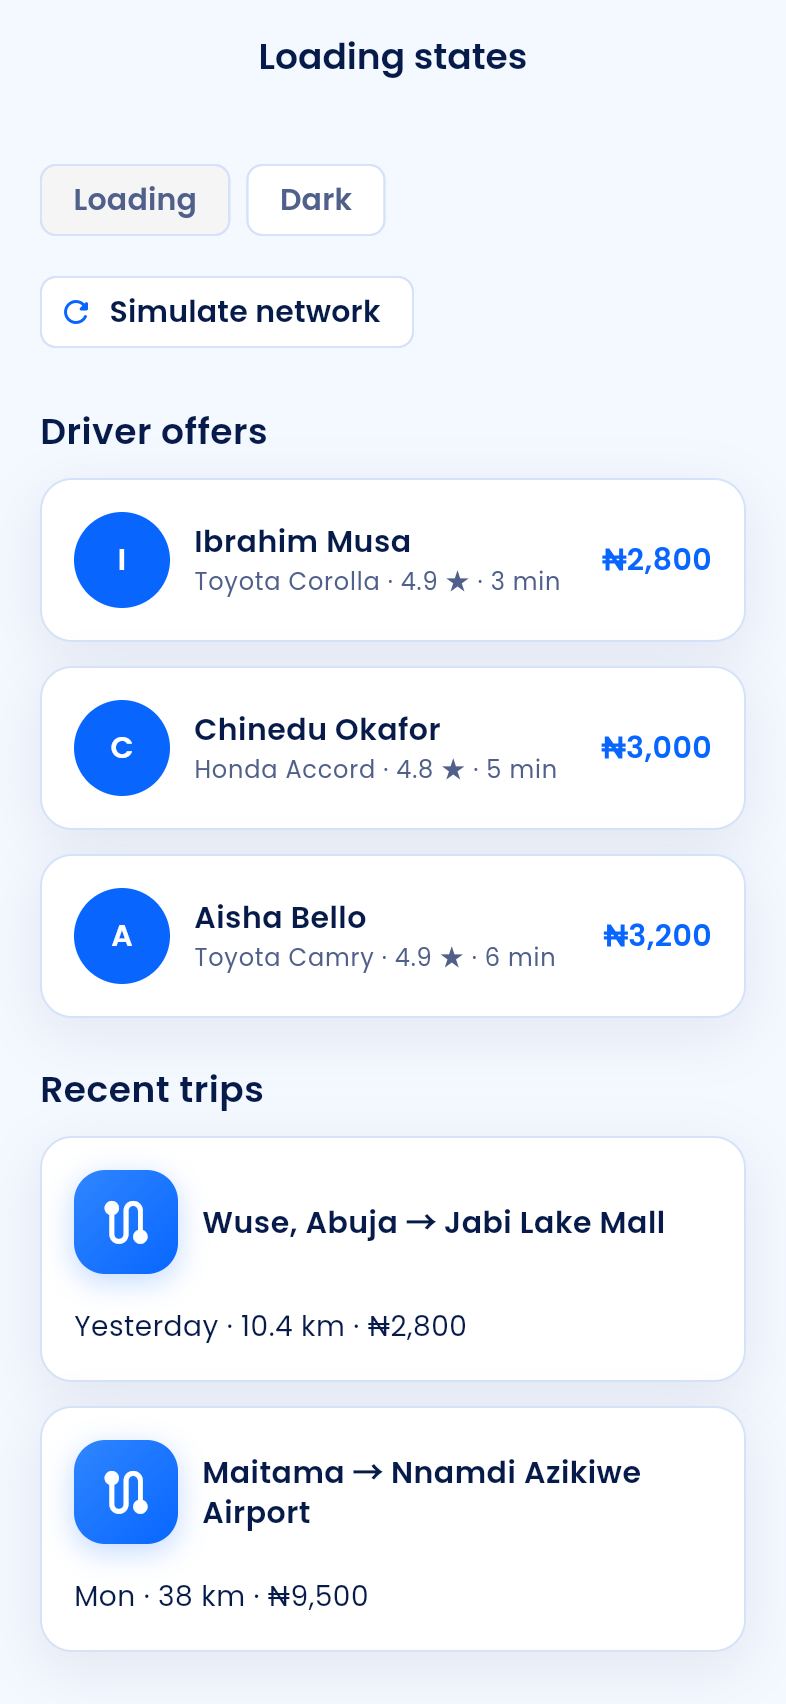 Loading states
Loading
Dark
Simulate network
Driver offers
I
Ibrahim Musa
Toyota Corolla · 4.9 ★ · 3 min
₦2,800
C
Chinedu Okafor
Honda Accord · 4.8 ★ · 5 min
₦3,000
A
Aisha Bello
Toyota Camry · 4.9 ★ · 6 min
₦3,200
Recent trips
Wuse, Abuja → Jabi Lake Mall
Yesterday · 10.4 km · ₦2,800
Maitama → Nnamdi Azikiwe
Airport
Mon · 38 km · ₦9,500